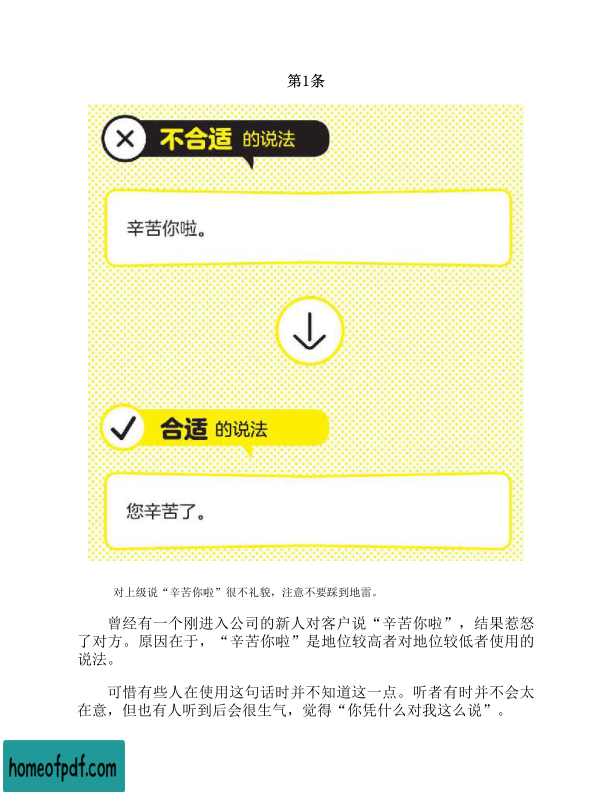 第1条
不合适 的说法
辛苦你啦。
合适 的说法
您辛苦了。
对上级说“辛苦你啦”很不礼貌，注意不要踩到地雷。
曾经有一个刚进入公司的新人对客户说“辛苦你啦”，结果惹怒
了对方。原因在于，“辛苦你啦”是地位较高者对地位较低者使用的
说法。
可惜有些人在使用这句话时并不知道这一点。听者有时并不会太
在意，但也有人听到后会很生气，觉得“你凭什么对我这么说”。
homeofpdf.com